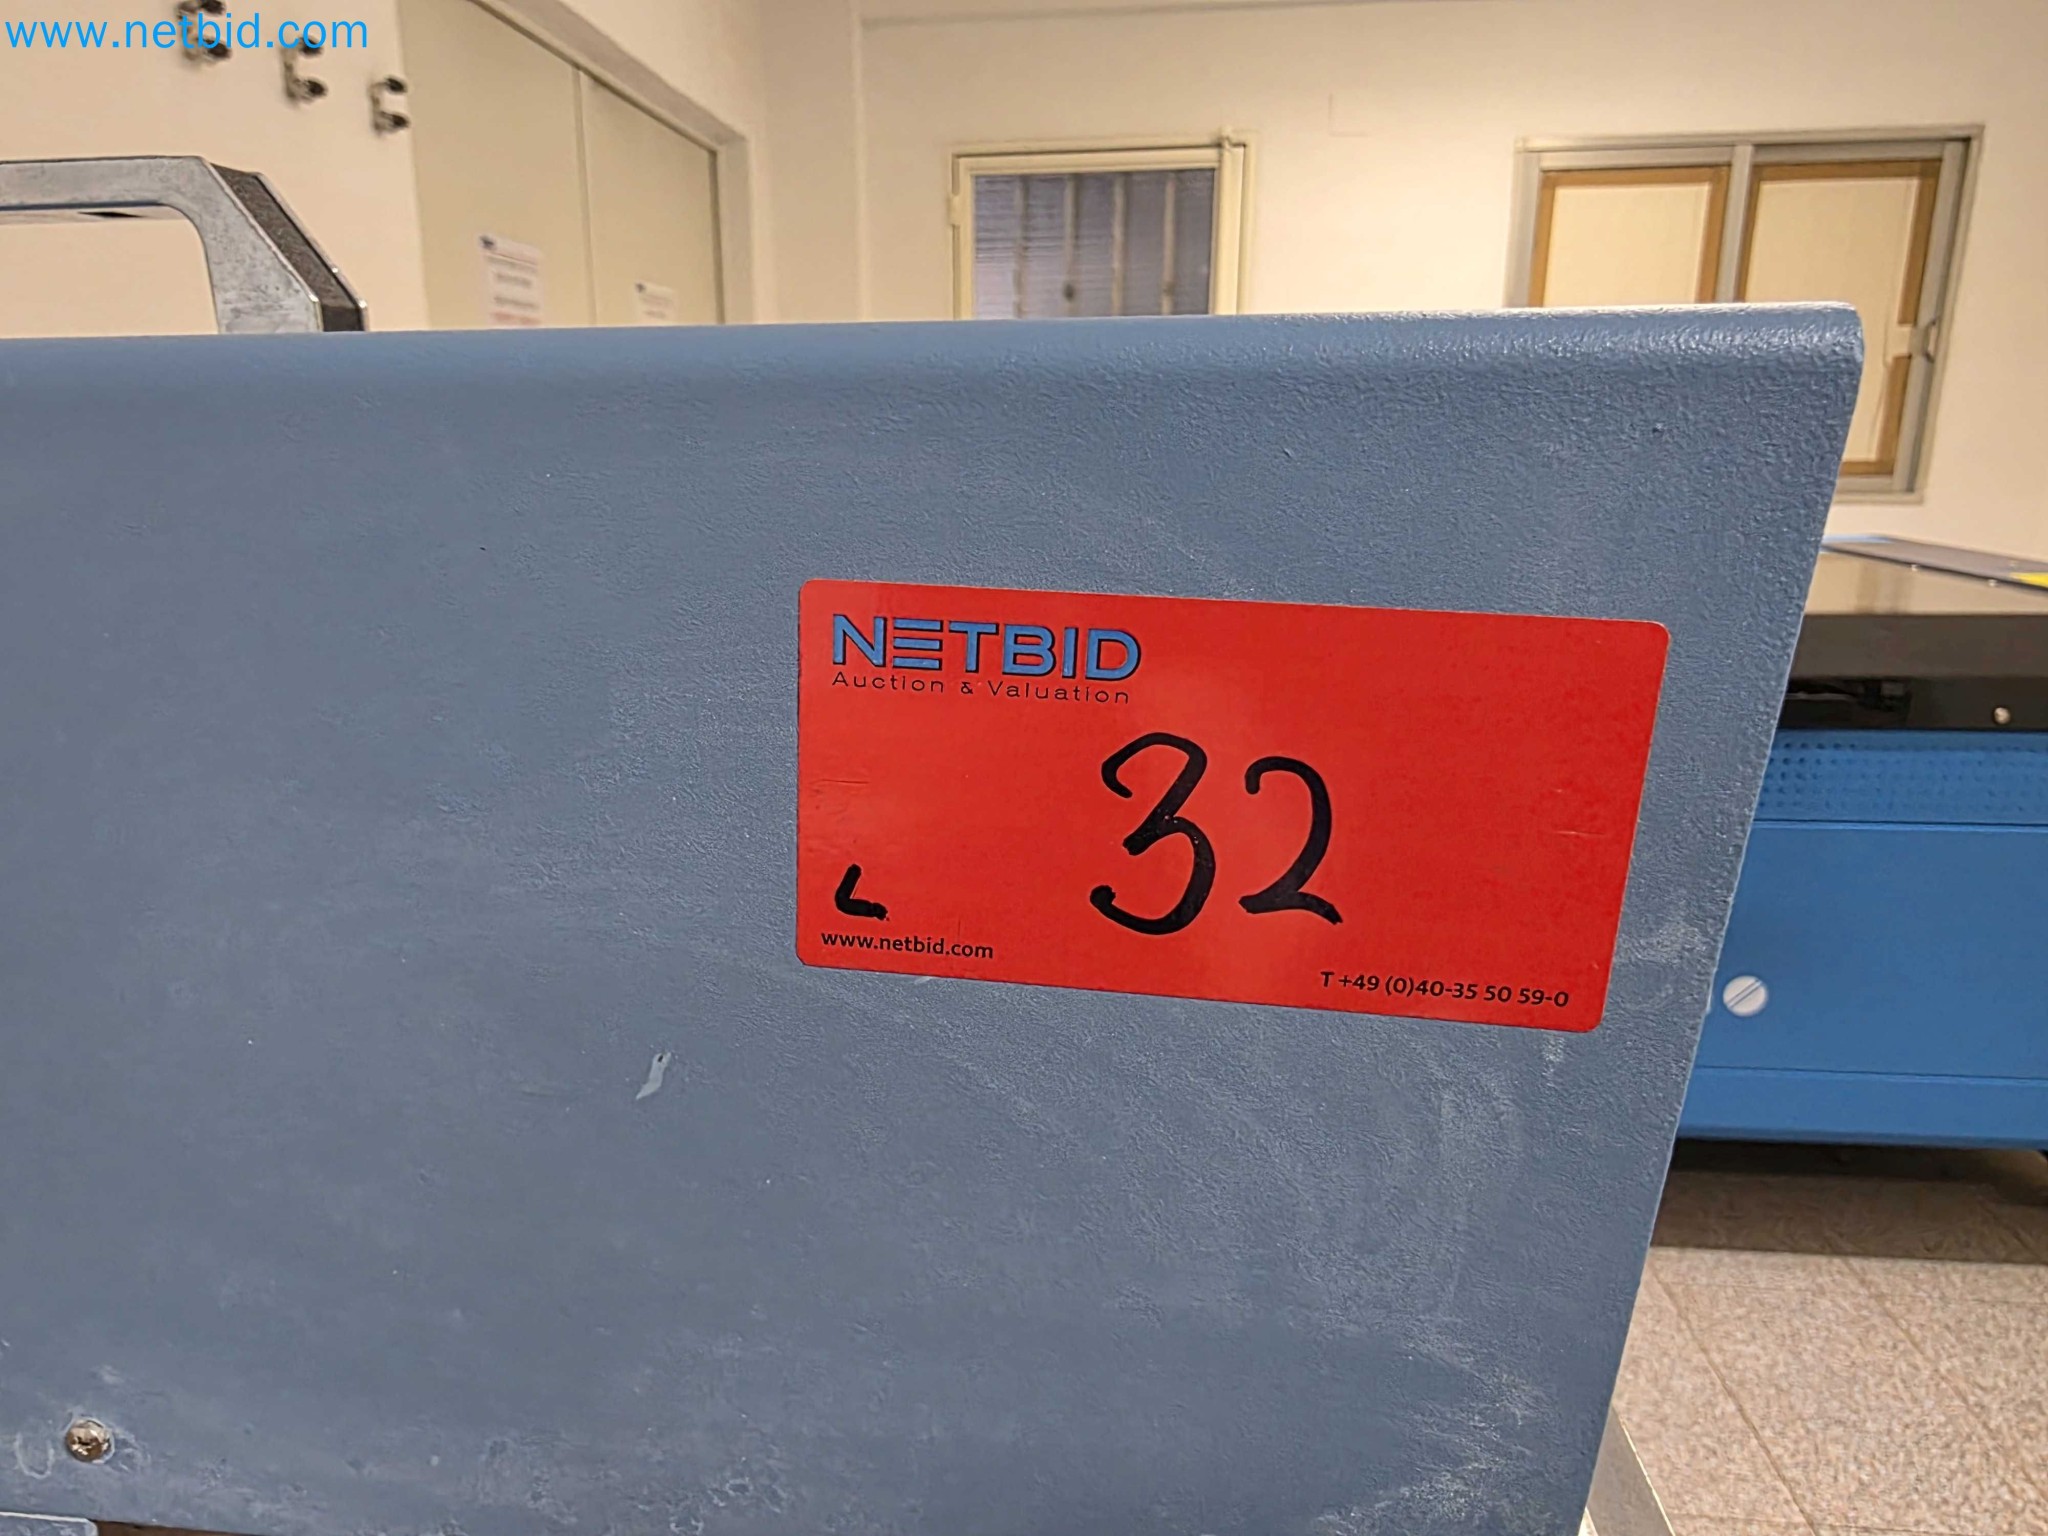 www.netbid.com
NETBID
Auction & Valuation
32
L
www.netbid.com
T +49 (0)40-35 50 59-0